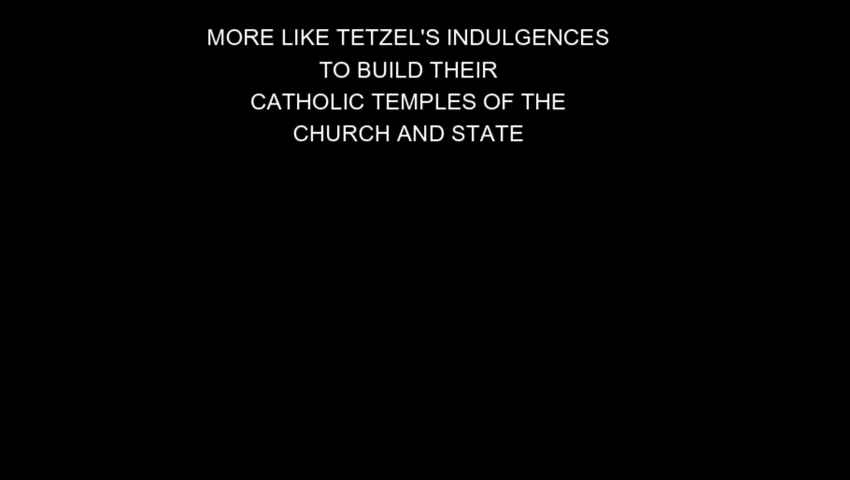 MORE LIKE TETZEL'S INDULGENCES
TO BUILD THEIR
CATHOLIC TEMPLES OF THE
CHURCH AND STATE